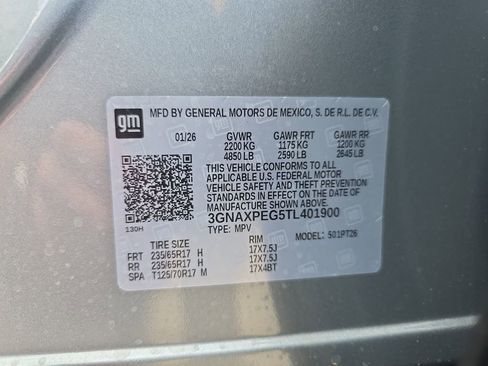 gm
MFD BY GENERAL MOTORS DE MEXICO, S. DE R.L. DE C.V.
01/26 GVWR GAWR FRT GAWR RR
2200 KG 1175 KG 1200 KG
4850 LB 2590 LB 2645 LB
THIS VEHICLE CONFORMS TO ALL
APPLICABLE U.S. FEDERAL MOTOR
VEHICLE SAFETY AND THEFT PREVENTION
STANDARDS IN EFFECT ON THE DATE OF
MANUFACTURE SHOWN ABOVE.
3GNAXPEG5TL401900
130H TYPE: MPV MODEL: 501PT26
TIRE SIZE RIM
FRT 235/65R17 H 17X7.5J
RR 235/65R17 H 17X7.5J
SPA T125/70R17 M 17X4BT